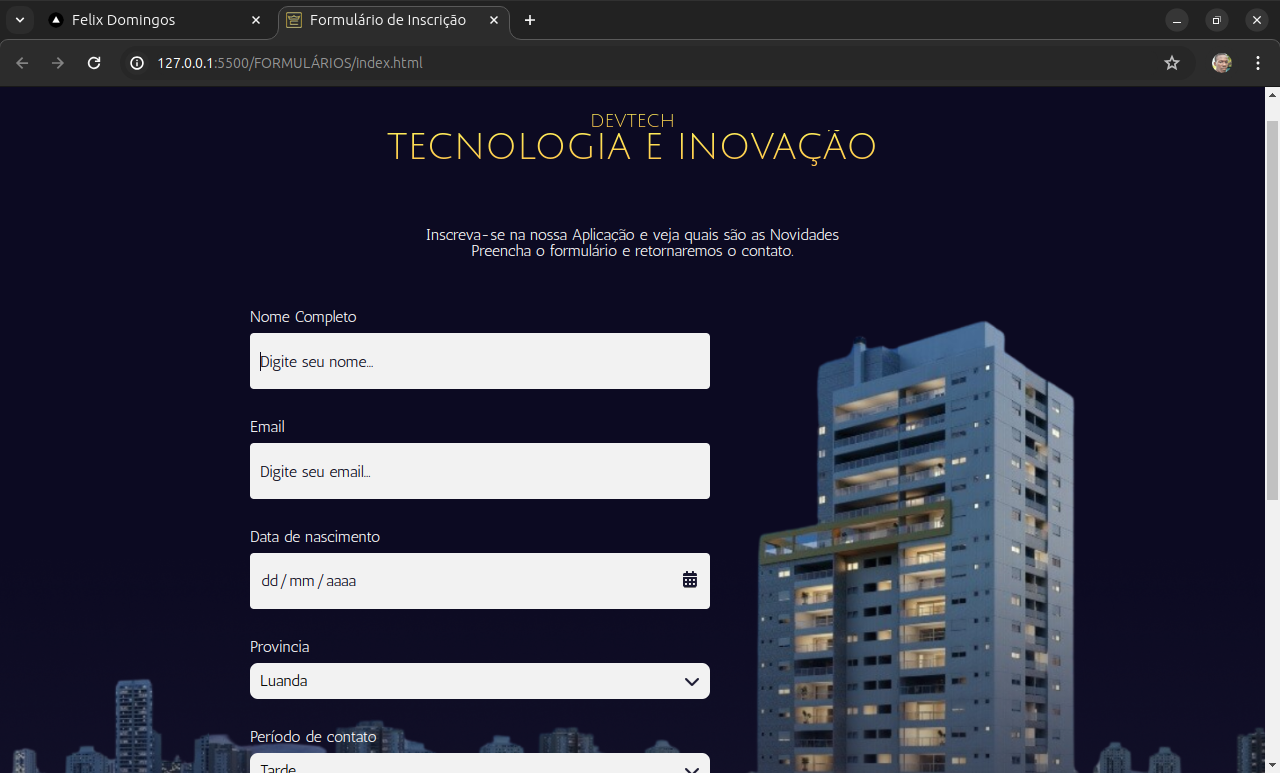 Felix Domingos
Formulário de Inscrição
127.0.0.1:5500/FORMULÁRIOS/Index.html
DEVTECH
TECNOLOGIA E INOVAÇÃO
Inscreva-se na nossa Aplicação e veja quais são as Novidades
Preencha o formulário e retornaremos o contato.
Nome Completo
Digite seu nome...
Email
Digite seu email...
Data de nascimento
dd/mm/aaaa
Provincia
Luanda
Período de contato
Tarde